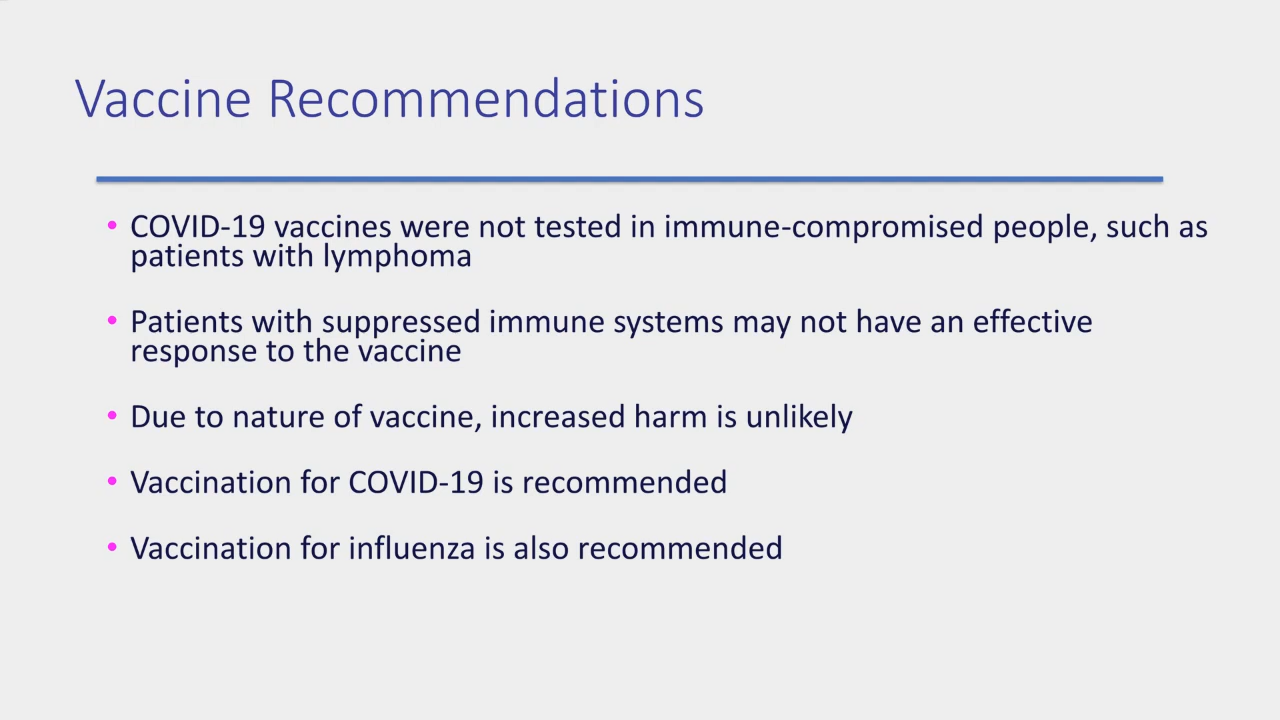 Vaccine Recommendations
• COVID-19 vaccines were not tested in immune-compromised people, such as
patients with lymphoma
• Patients with suppressed immune systems may not have an effective
response to the vaccine
• Due to nature of vaccine, increased harm is unlikely
• Vaccination for COVID-19 is recommended
• Vaccination for influenza is also recommended